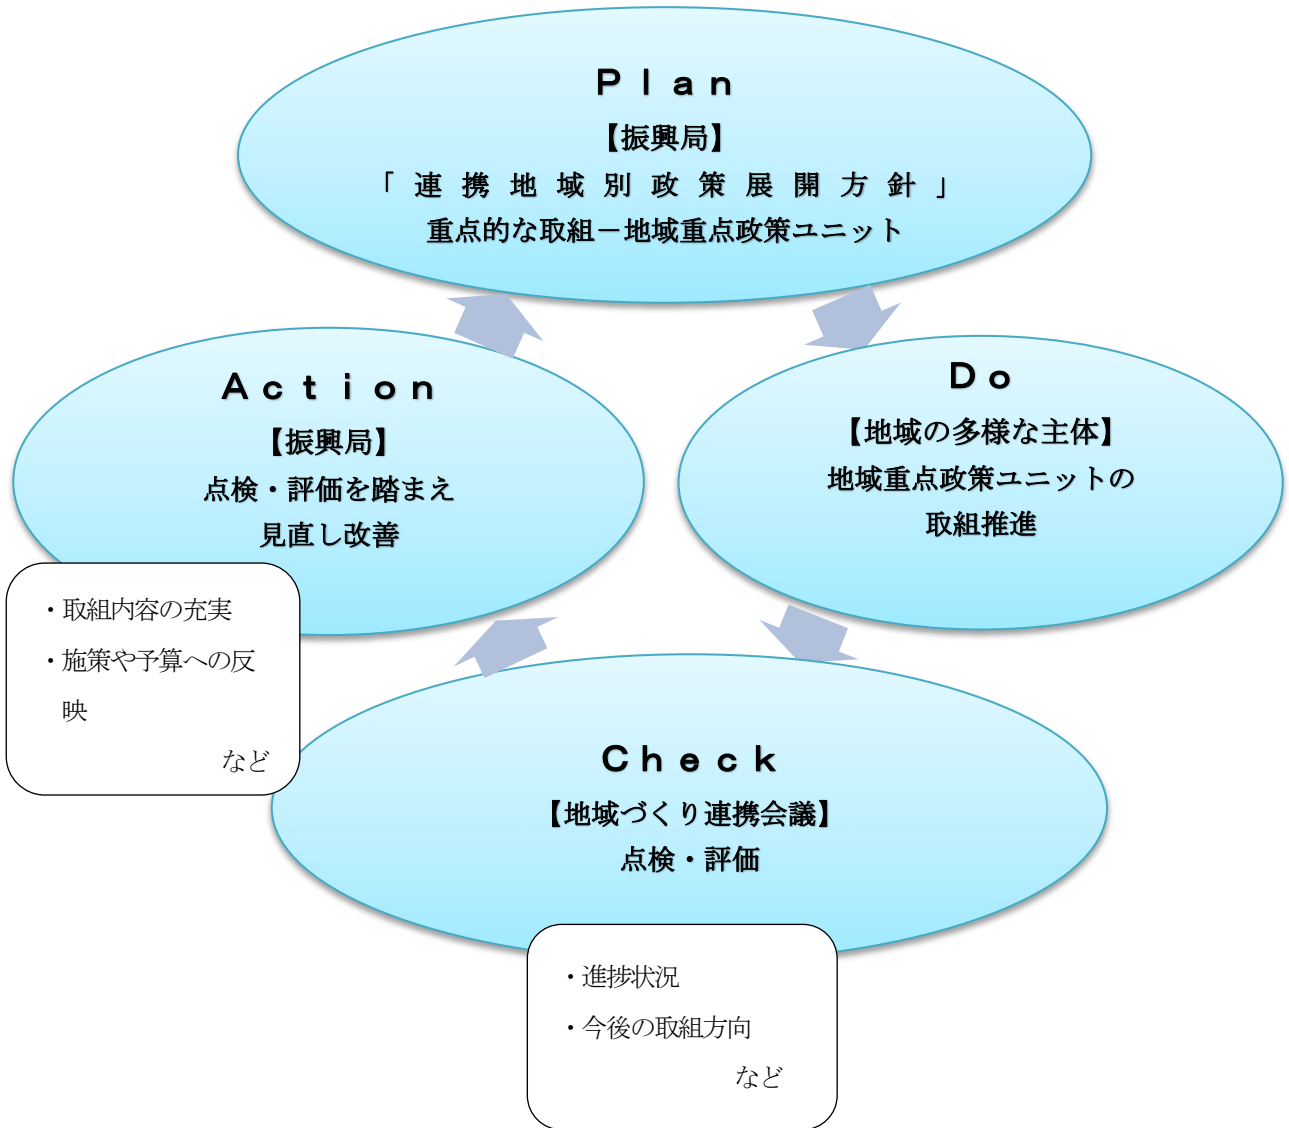 Ｐｌａｎ
【振興局】
「連携地域別政策展開方針」
重点的な取組－地域重点政策ユニット
Ｄｏ
【地域の多様な主体】
地域重点政策ユニットの
取組推進
Ｃｈｅｃｋ
【地域づくり連携会議】
点検・評価
・進捗状況
・今後の取組方向
など
Ａｃｔｉｏｎ
【振興局】
点検・評価を踏まえ
見直し改善
・取組内容の充実
・施策や予算への反
映
など